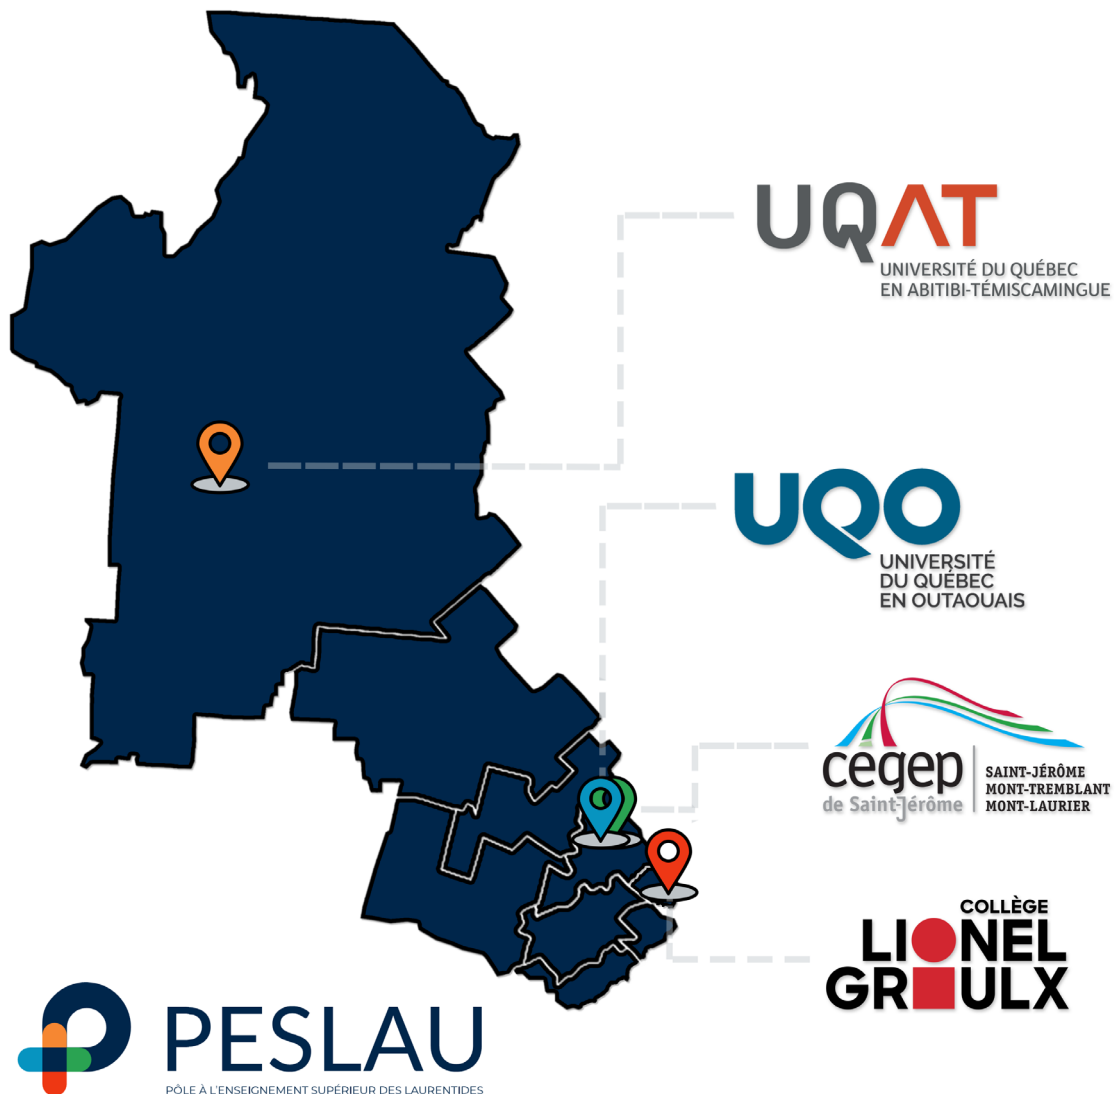 UQAT
UNIVERSITÉ DU QUÉBEC
EN ABITIBI-TÉMISCAMINGUE
UQO
UNIVERSITÉ
DU QUÉBEC
EN OUTAOUAIS
cegep
de Saint-Jérôme
SAINT-JÉRÔME
MONT-TREMBLANT
MONT-LAURIER
COLLÈGE
LIONEL
GROULX
PESLAU
PÔLE À L'ENSEIGNEMENT SUPÉRIEUR DES LAURENTIDES